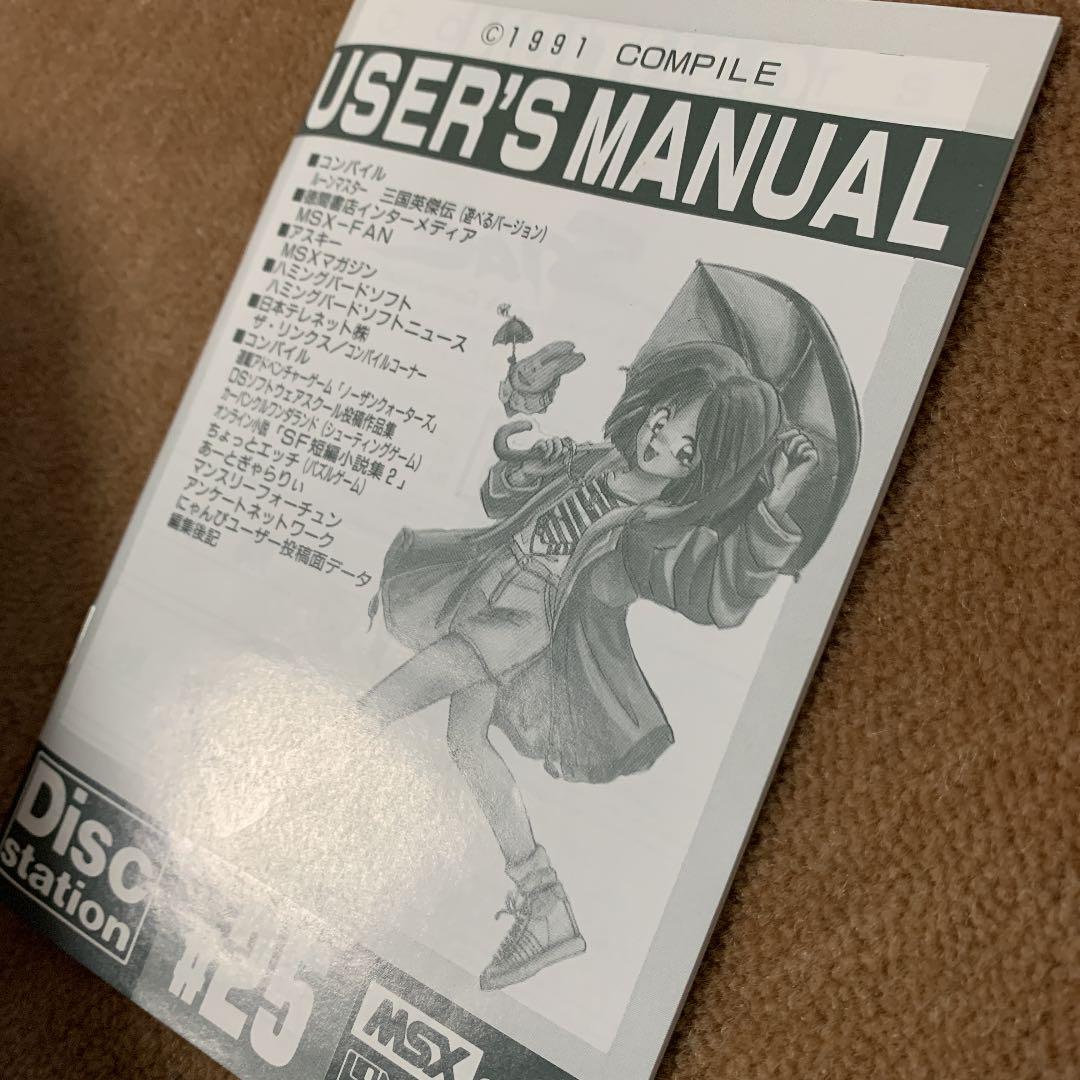 ©1991 COMPILE
USER'S MANUAL
■コンパイル
ルーンマスター 三国英傑伝(遊べるバージョン)
■徳間書店インターメディア
MSX-FAN
■アスキー
MSXマガジン
■ハミングバードソフト
ハミングバードソフトニュース
■日本テレネット㈱
ザ・リンクス/コンパイルコーナー
■コンパイル
連載アドベンチャーゲーム「ノーザンクォーターズ」
DSソフトウェアスクール投稿作品集
カーバンクルワンダランド(シューティングゲーム)
オンライン小説「SF短編小説集2」
ちょっとエッチ(パズルゲーム)
あーとぎゃらりぃ
マンスリーフォーチュン
アンケートネットワーク
にゃんぴユーザー投稿面データ
■編集後記
Disc
station
#25
MSX